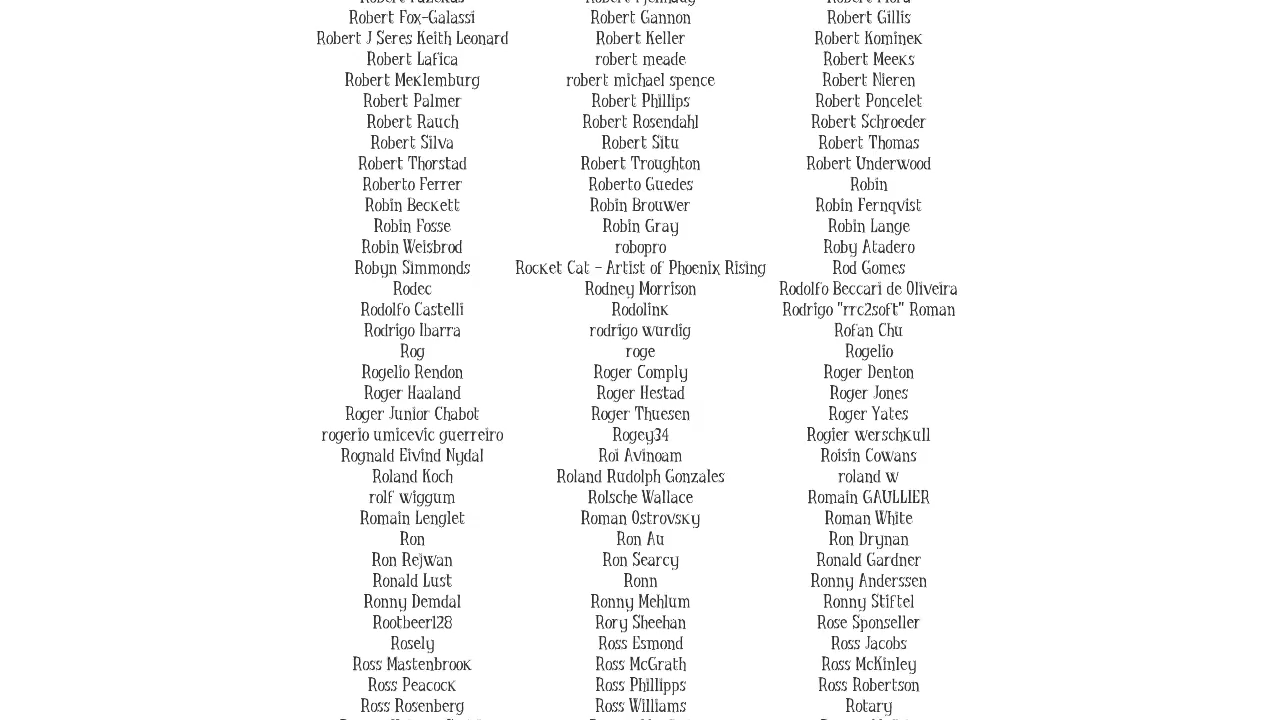 Robert Fox-Galassi Robert Gannon Robert Gillis
Robert J Seres Keith Leonard Robert Keller Robert Kominek
Robert Lafica robert meade Robert Meeks
Robert Meklemburg robert michael spence Robert Nieren
Robert Palmer Robert Phillips Robert Poncelet
Robert Rauch Robert Rosendahl Robert Schroeder
Robert Silva Robert Situ Robert Thomas
Robert Thorstad Robert Troughton Robert Underwood
Roberto Ferrer Roberto Guedes Robin
Robin Beckett Robin Brouwer Robin Fernqvist
Robin Fosse Robin Gray Robin Lange
Robin Weisbrod robopro Roby Atadero
Robyn Simmonds Rocket Cat - Artist of Phoenix Rising Rod Gomes
Rodec Rodney Morrison Rodolfo Beccari de Oliveira
Rodolfo Castelli Rodolink Rodrigo "rrc2soft" Roman
Rodrigo Ibarra rodrigo wurdig Rofan Chu
Rog roge Rogelio
Rogelio Rendon Roger Comply Roger Denton
Roger Haaland Roger Hestad Roger Jones
Roger Junior Chabot Roger Thuesen Roger Yates
rogerio umicevic guerreiro Rogey34 Rogier werschkull
Rognald Eivind Nydal Roi Avinoam Roisin Cowans
Roland Koch Roland Rudolph Gonzales roland w
rolf wiggum Rolsche Wallace Romain GAULLIER
Romain Lenglet Roman Ostrovsky Roman White
Ron Ron Au Ron Drynan
Ron Rejwan Ron Searcy Ronald Gardner
Ronald Lust Ronn Ronny Anderssen
Ronny Demdal Ronny Mehlum Ronny Stiftel
Rootbeer128 Rory Sheehan Rose Sponseller
Rosely Ross Esmond Ross Jacobs
Ross Mastenbrook Ross McGrath Ross McKinley
Ross Peacock Ross Phillipps Ross Robertson
Ross Rosenberg Ross Williams Rotary